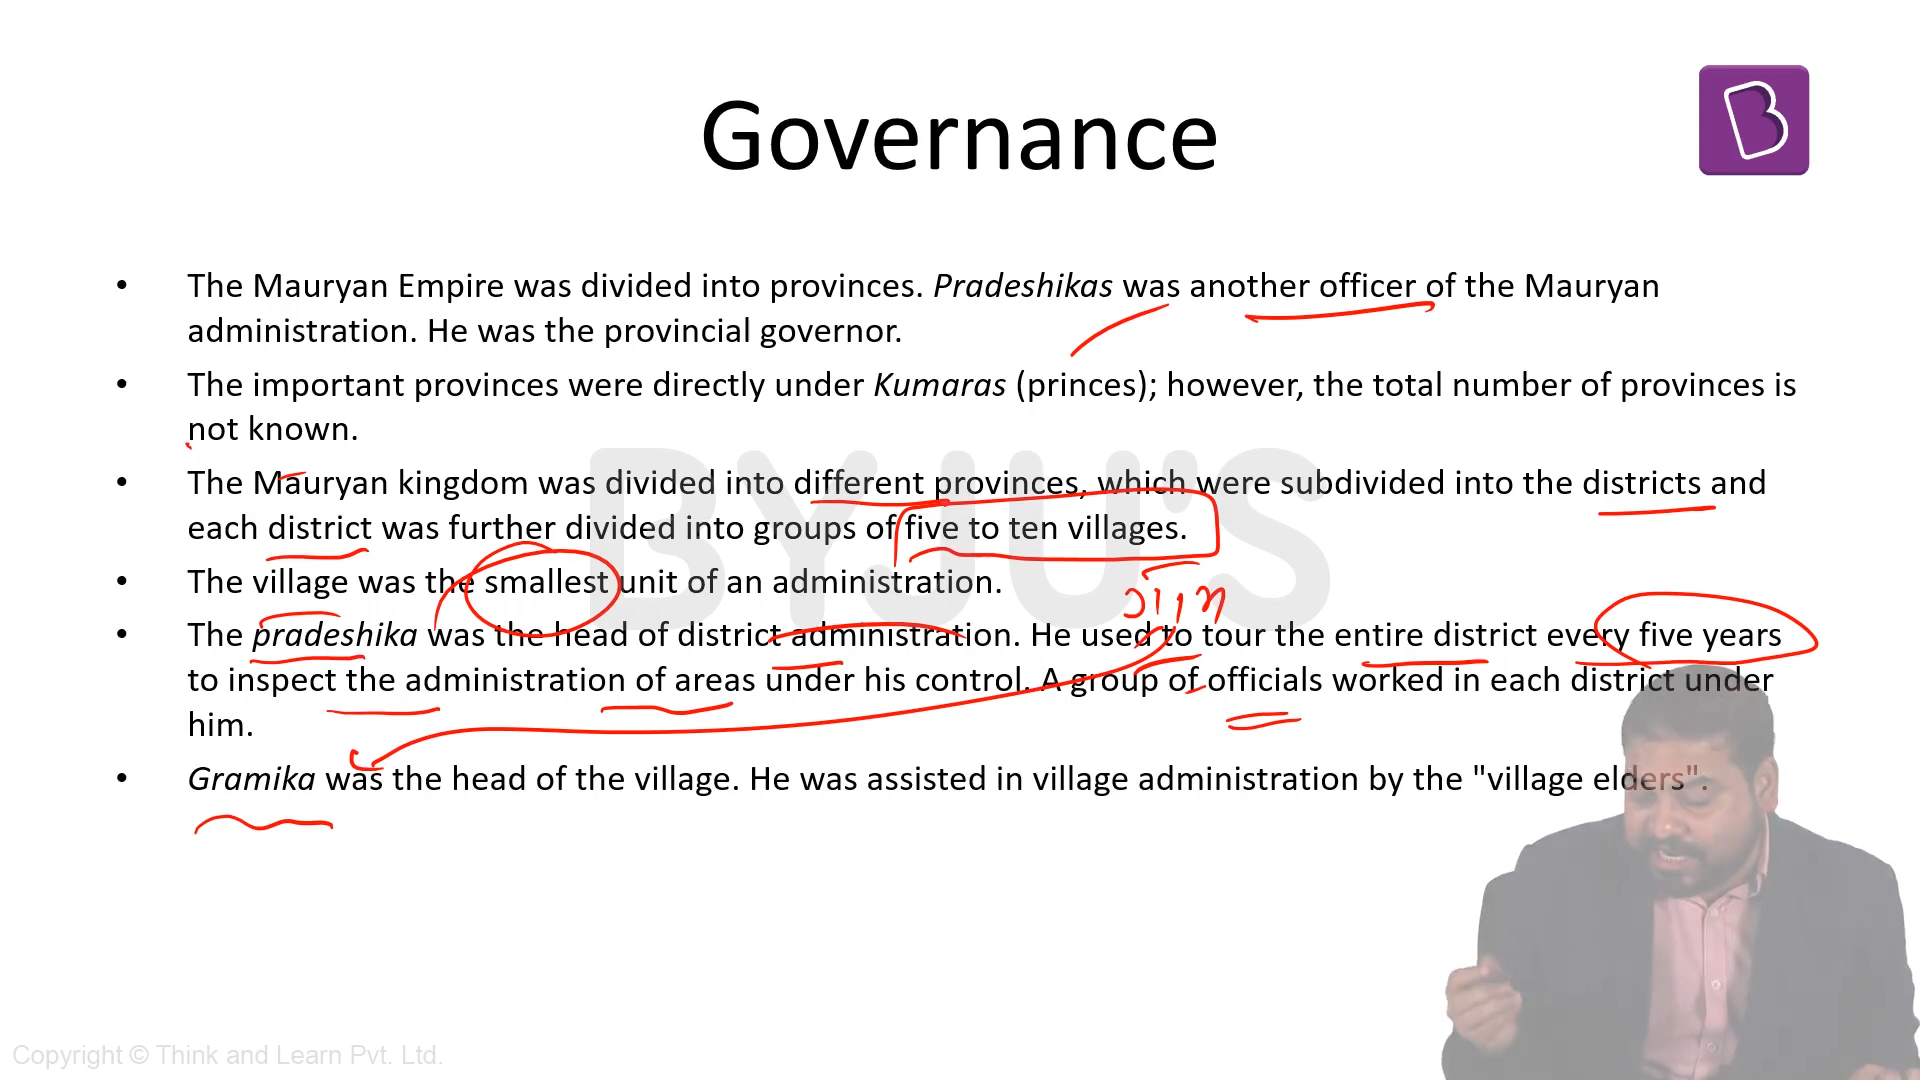 Governance
• The Mauryan Empire was divided into provinces. Pradeshikas was another officer of the Mauryan
administration. He was the provincial governor.
• The important provinces were directly under Kumaras (princes); however, the total number of provinces is
not known.
• The Mauryan kingdom was divided into different provinces, which were subdivided into the districts and
each district was further divided into groups of five to ten villages.
• The village was the smallest unit of an administration.
• The pradeshika was the head of district administration. He used to tour the entire district every five years
to inspect the administration of areas under his control. A group of officials worked in each district under
him.
• Gramika was the head of the village. He was assisted in village administration by the "village elders".
BYJU'S
Copyright © Think and Learn Pvt. Ltd.